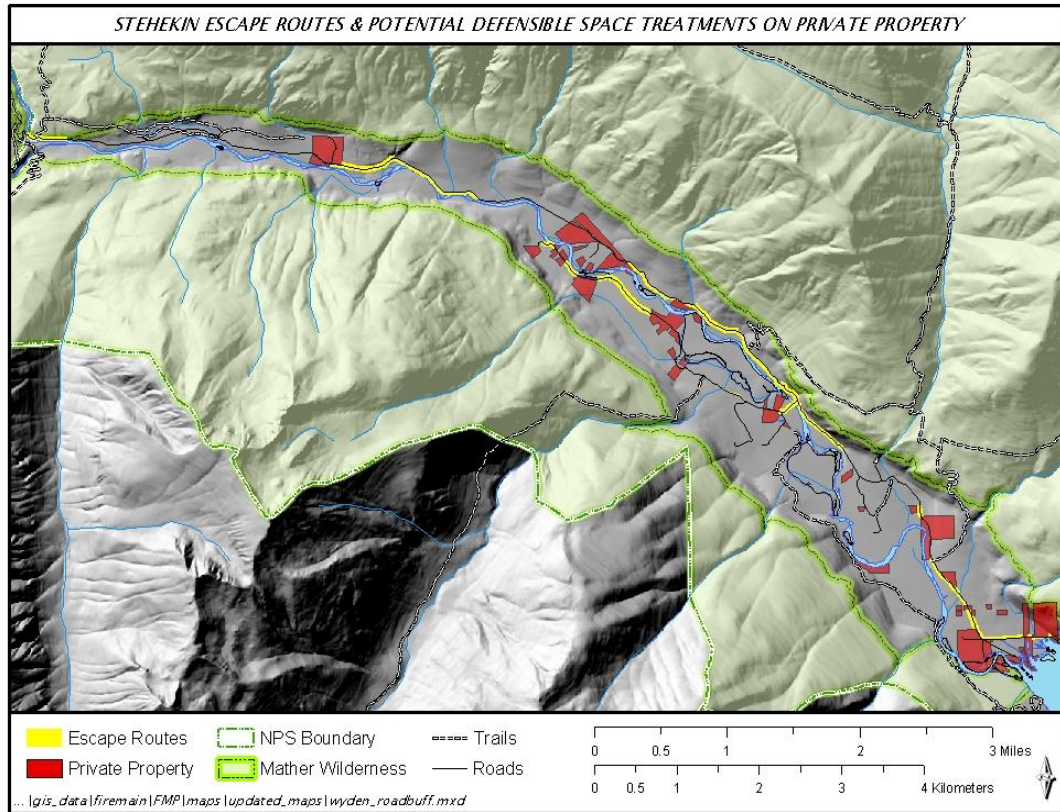 STEHEKIN ESCAPE ROUTES & POTENTIAL DEFENSIBLE SPACE TREATMENTS ON PRIVATE PROPERTY
Escape Routes NPS Boundary Trails
Private Property Mather Wilderness Roads
0 0.5 1 2 3 Miles
0 0.5 1 2 3 4 Kilometers
... \gis_data\firemain\FMP\maps\updated_maps\wyden_roadbuff.mxd